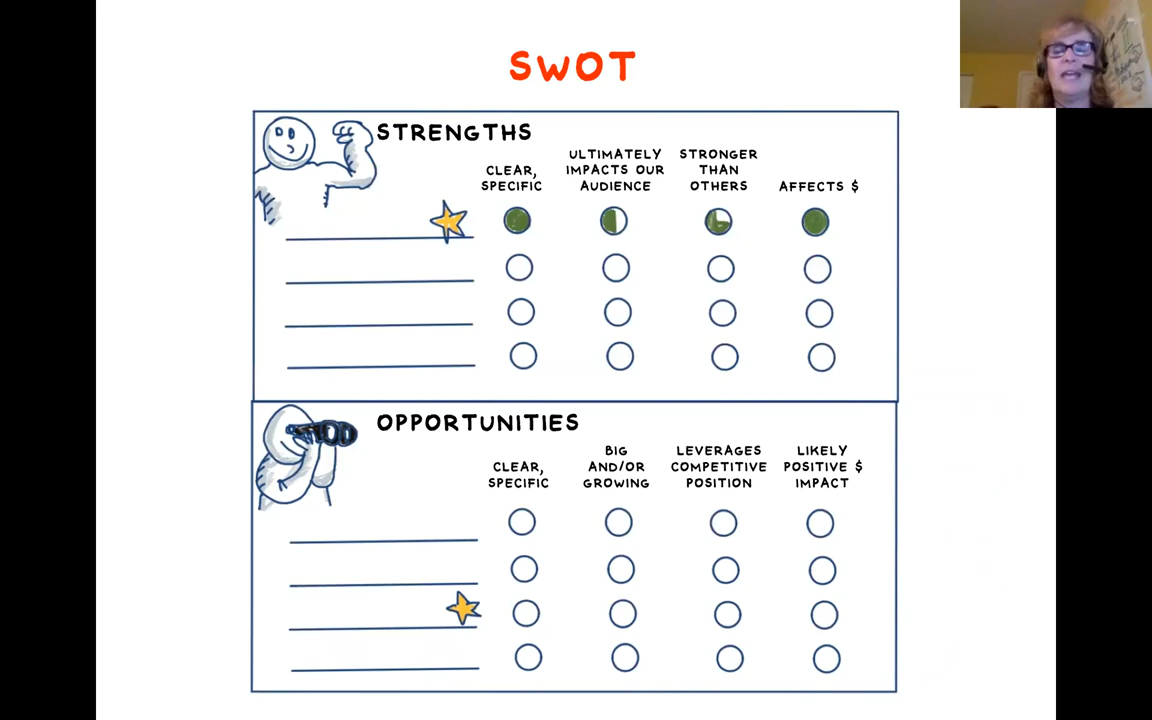 SWOT
STRENGTHS
CLEAR,
SPECIFIC
ULTIMATELY
IMPACTS OUR
AUDIENCE
STRONGER
THAN
OTHERS
AFFECTS $
OPPORTUNITIES
CLEAR,
SPECIFIC
BIG
AND/OR
GROWING
LEVERAGES
COMPETITIVE
POSITION
LIKELY
POSITIVE $
IMPACT